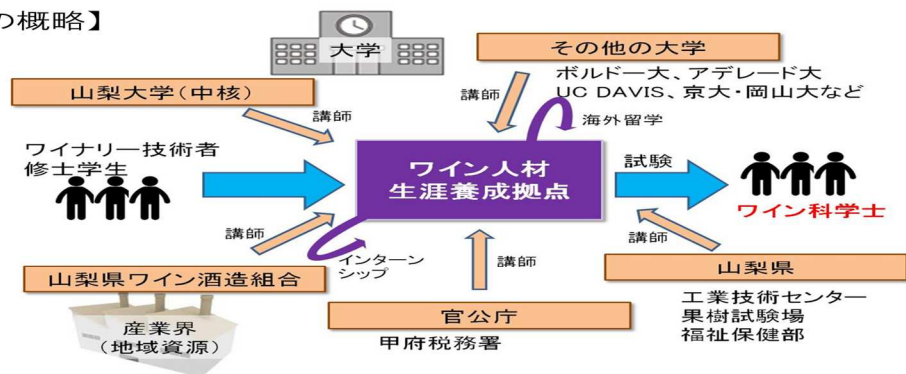 の概略】
大学
その他の大学
ボルドー大、アデレード大
UC DAVIS、京大・岡山大など
山梨大学(中核)
講師
講師
海外留学
ワイナリー技術者
修士学生
ワイン人材
生涯養成拠点
試験
ワイン科学士
講師
インターン
シップ
講師
講師
山梨県ワイン酒造組合
産業界
(地域資源)
官公庁
甲府税務署
山梨県
工業技術センター
果樹試験場
福祉保健部